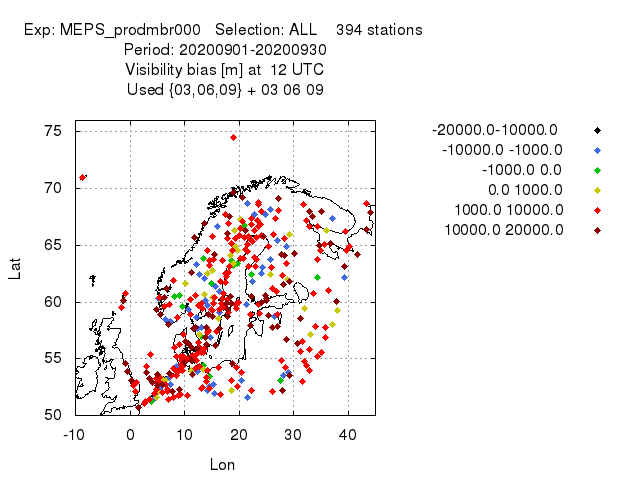 Exp: MEPS_prodmbr000 Selection: ALL 394 stations
Period: 20200901-20200930
Visibility bias [m] at 12 UTC
Used {03,06,09} + 03 06 09
-20000.0-10000.0
-10000.0 -1000.0
-1000.0 0.0
0.0 1000.0
1000.0 10000.0
10000.0 20000.0
75
70
65
60
55
50
Lat
-10 0 10 20 30 40
Lon